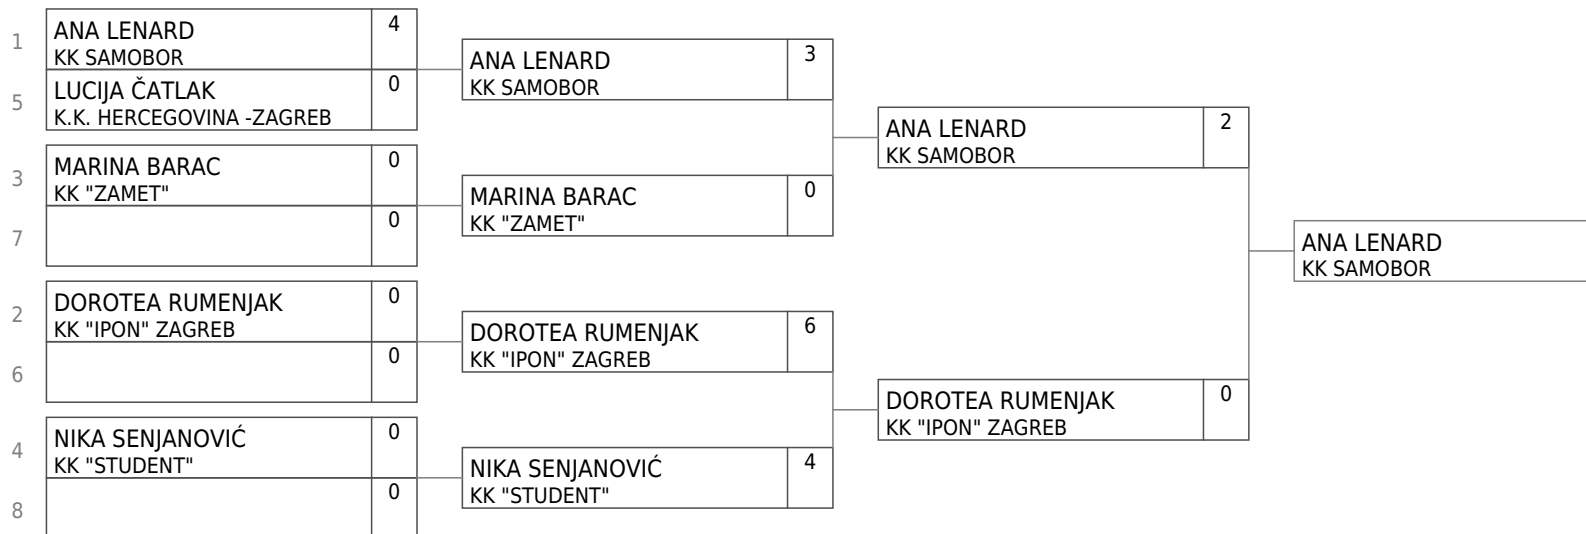 1
ANA LENARD
KK SAMOBOR
4
5
LUCIJA ČATLAK
K.K. HERCEGOVINA -ZAGREB
0
3
MARINA BARAC
KK "ZAMET"
0
7
0
2
DOROTEA RUMENJAK
KK "IPON" ZAGREB
0
6
0
4
NIKA SENJANOVIĆ
KK "STUDENT"
0
8
0
ANA LENARD
KK SAMOBOR
3
MARINA BARAC
KK "ZAMET"
0
DOROTEA RUMENJAK
KK "IPON" ZAGREB
6
NIKA SENJANOVIĆ
KK "STUDENT"
4
ANA LENARD
KK SAMOBOR
2
DOROTEA RUMENJAK
KK "IPON" ZAGREB
0
ANA LENARD
KK SAMOBOR